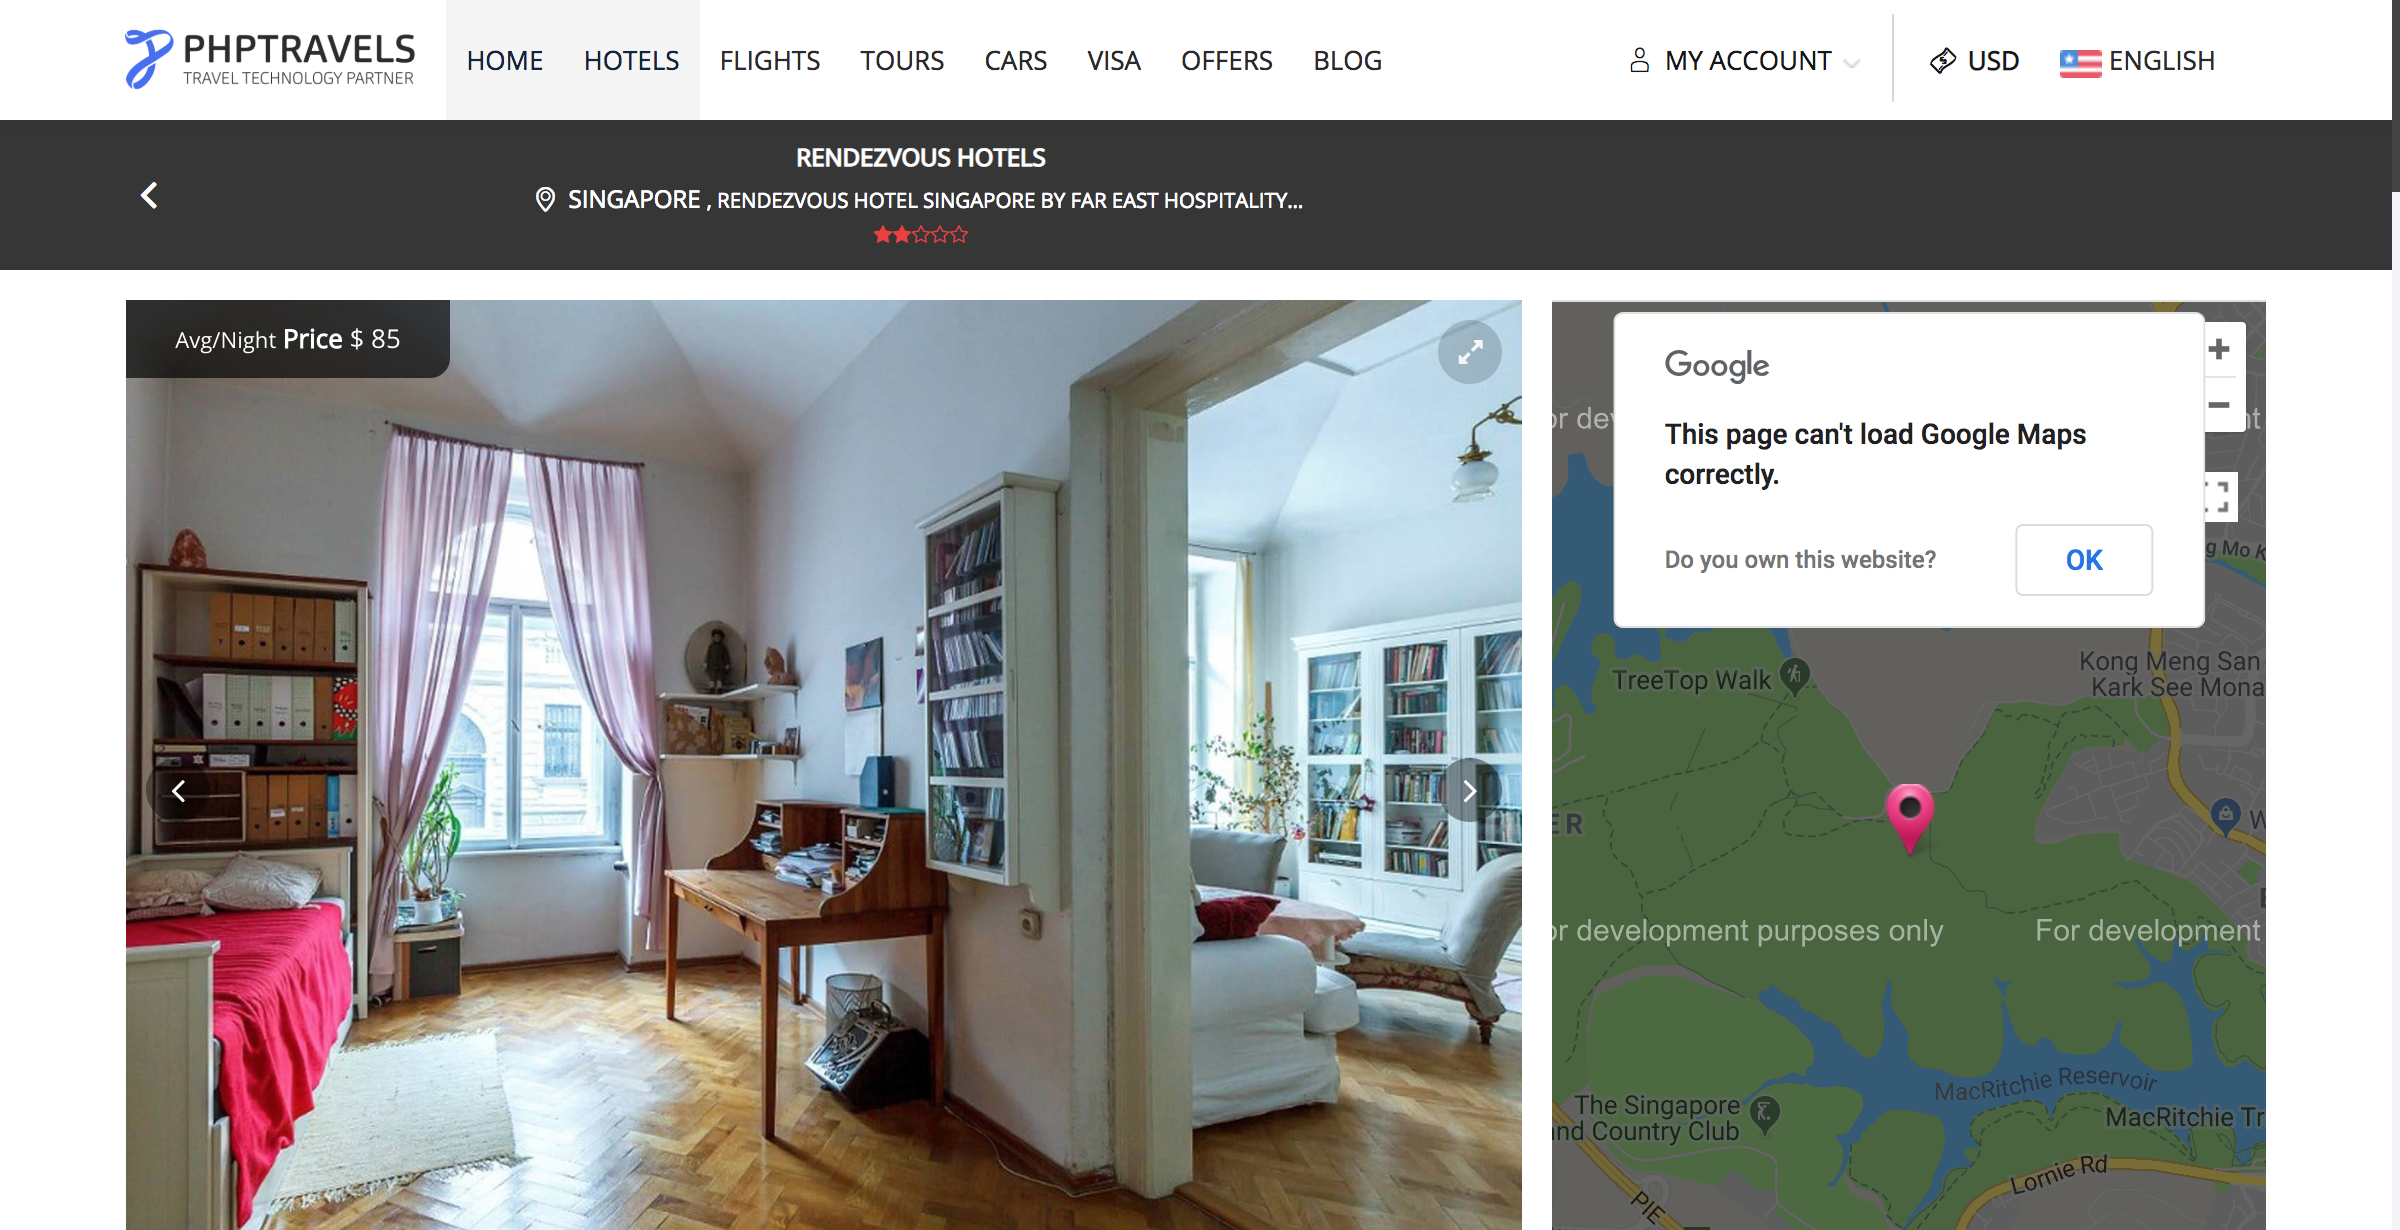 PHPTRAVELS
TRAVEL TECHNOLOGY PARTNER
HOME
HOTELS
FLIGHTS
TOURS
CARS
VISA
OFFERS
BLOG
MY ACCOUNT
USD
ENGLISH
RENDEZVOUS HOTELS
SINGAPORE , RENDEZVOUS HOTEL SINGAPORE BY FAR EAST HOSPITALITY...
Avg/Night Price $ 85
Google
This page can't load Google Maps
correctly.
Do you own this website?
OK
or dev
nt
g Mo K
TreeTop Walk
Kong Meng San
Kark See Mona
ER
W
or development purposes only
For development
MacRitchie Reservoir
The Singapore
nd Country Club
MacRitchie Tr
Lornie Rd
PIE